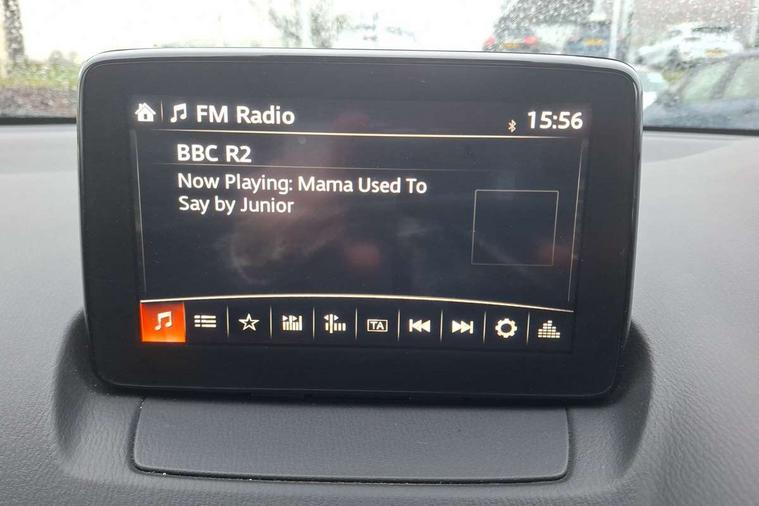 FM Radio
15:56
BBC R2
Now Playing: Mama Used To
Say by Junior
TA